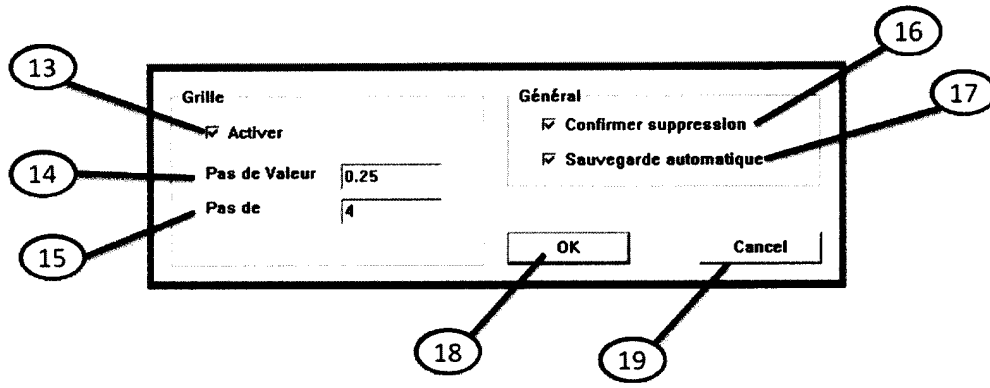 16
13
17
Grille
Général
Activer
Confirmer suppression
Sauvegarde automatique
14
Pas de Valeur
0.25
Pas de
4
15
OK
Cancel
18
19